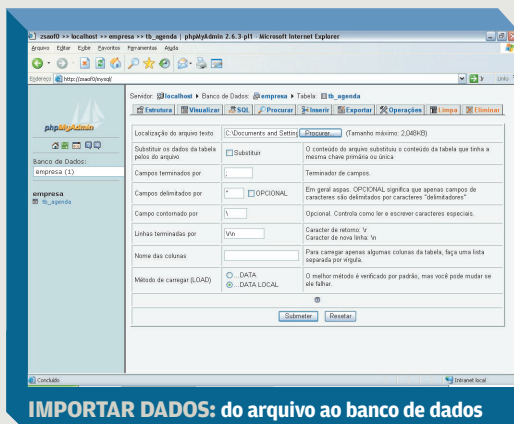 zsaof0 >> localhost >> empresa >> tb_agenda | phpMyAdmin 2.6.3-pl1 - Microsoft Internet Explorer
Arquivo Editar Exibir Favoritos Ferramentas Ajuda
Endereço http://zsaof0/mysql/ Ir Links
phpMyAdmin
Banco de Dados:
empresa (1)
empresa
tb_agenda
Servidor: localhost Banco de Dados: empresa Tabela: tb_agenda
Estrutura Visualizar SQL Procurar Inserir Exportar Operações Limpa Eliminar
Localização do arquivo texto C:\Documents and Setting Procurar... (Tamanho máximo: 2,048KB)
Substituir os dados da tabela pelos do arquivo Substituir O conteúdo do arquivo substituiu o conteúdo da tabela que tinha a mesma chave primária ou única
Campos terminados por ; Terminador de campos.
Campos delimitados por " OPCIONAL Em geral aspas. OPCIONAL significa que apenas campos de caracteres são delimitados por caracteres "delimitadores"
Campo contornado por \ Opcional. Controla como ler e escrever caracteres especiais.
Linhas terminadas por \r\n Caracter de retorno: \r
Caracter de nova linha: \n
Nome das colunas Para carregar apenas algumas colunas da tabela, faça uma lista separada por vírgula.
Método de carregar (LOAD) ...DATA
...DATA LOCAL O melhor método é verificado por padrão, mas você pode mudar se ele falhar.
Submeter Resetar
Concluído Intranet local
IMPORTAR DADOS: do arquivo ao banco de dados